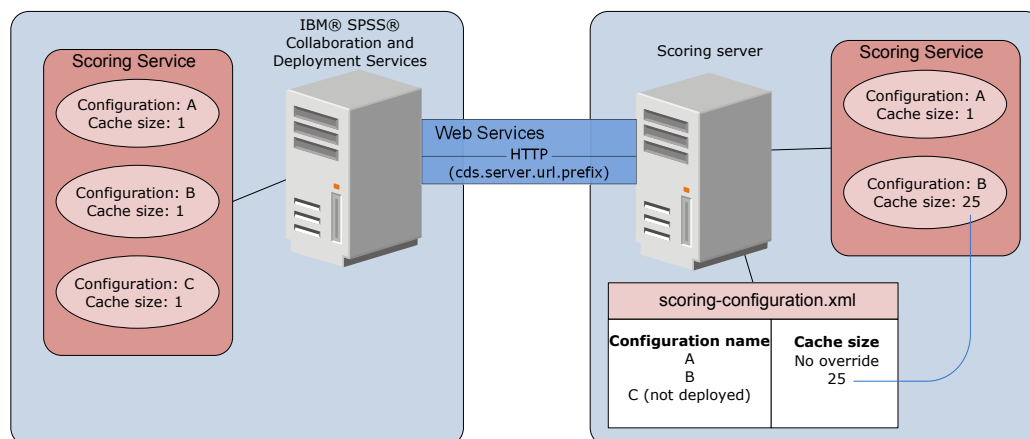 IBM® SPSS®
Collaboration and
Deployment Services
Scoring Service
Configuration: A
Cache size: 1
Configuration: B
Cache size: 1
Configuration: C
Cache size: 1
Web Services
HTTP
(cds.server.url.prefix)
Scoring server
Scoring Service
Configuration: A
Cache size: 1
Configuration: B
Cache size: 25
scoring-configuration.xml
Configuration name
A
B
C (not deployed)
Cache size
No override
25